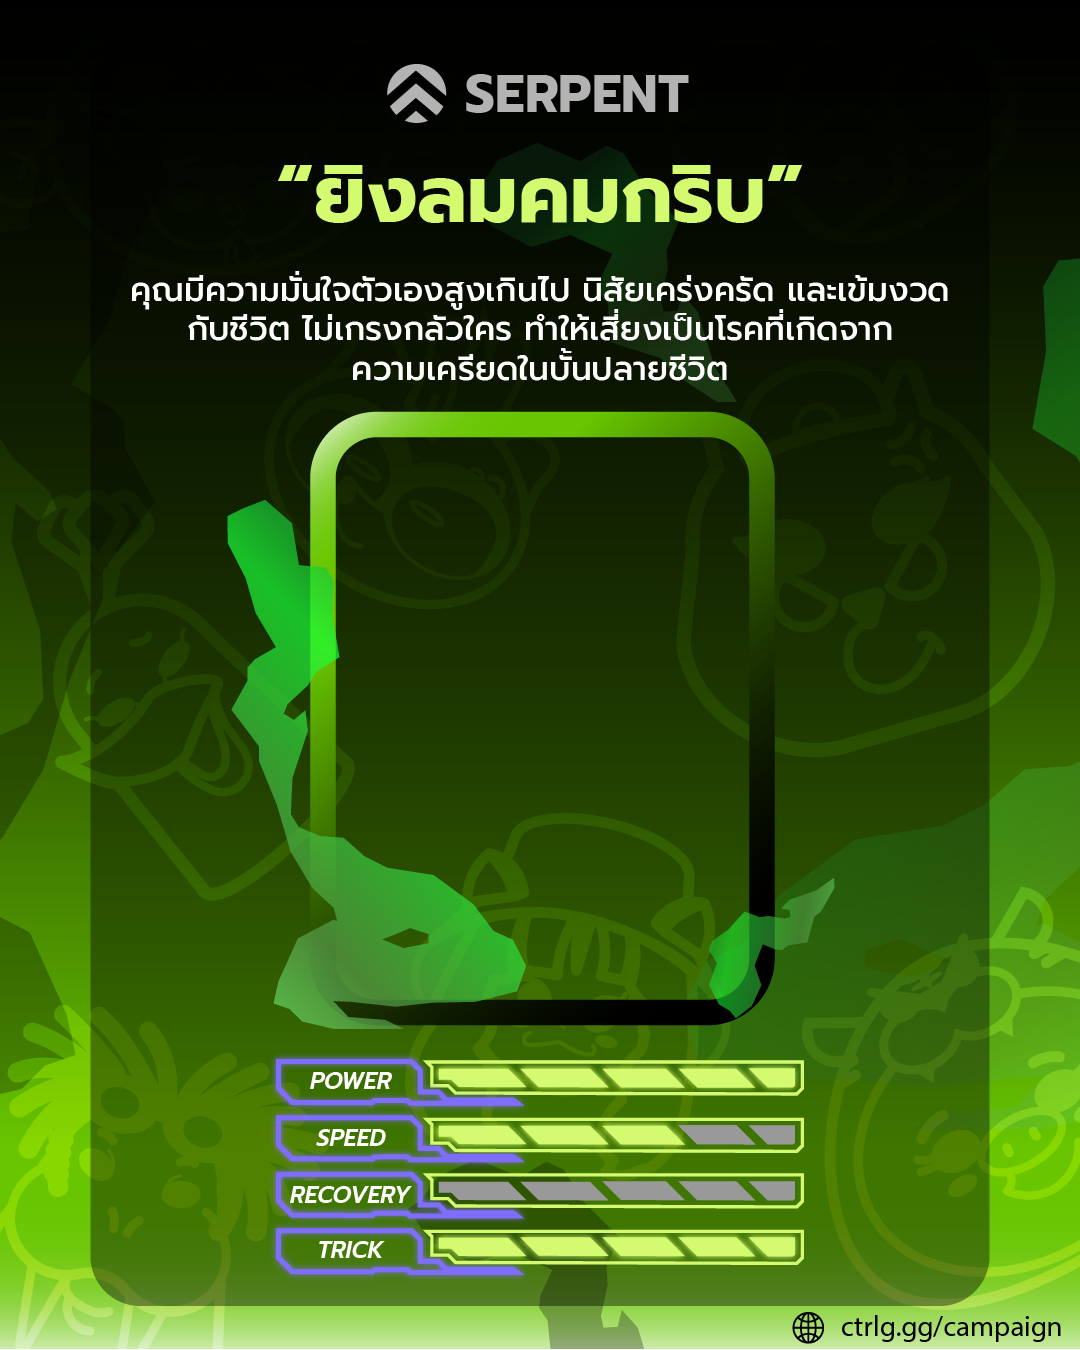 SERPENT
“ยิงลมคมกริบ”
คุณมีความมั่นใจตัวเองสูงเกินไป นิสัยเคร่งครัด และเข้มงวด
กับชีวิต ไม่เกรงกลัวใคร ทำให้เสี่ยงเป็นโรคที่เกิดจาก
ความเครียดในบั้นปลายชีวิต
POWER
SPEED
RECOVERY
TRICK
ctrlg.gg/campaign